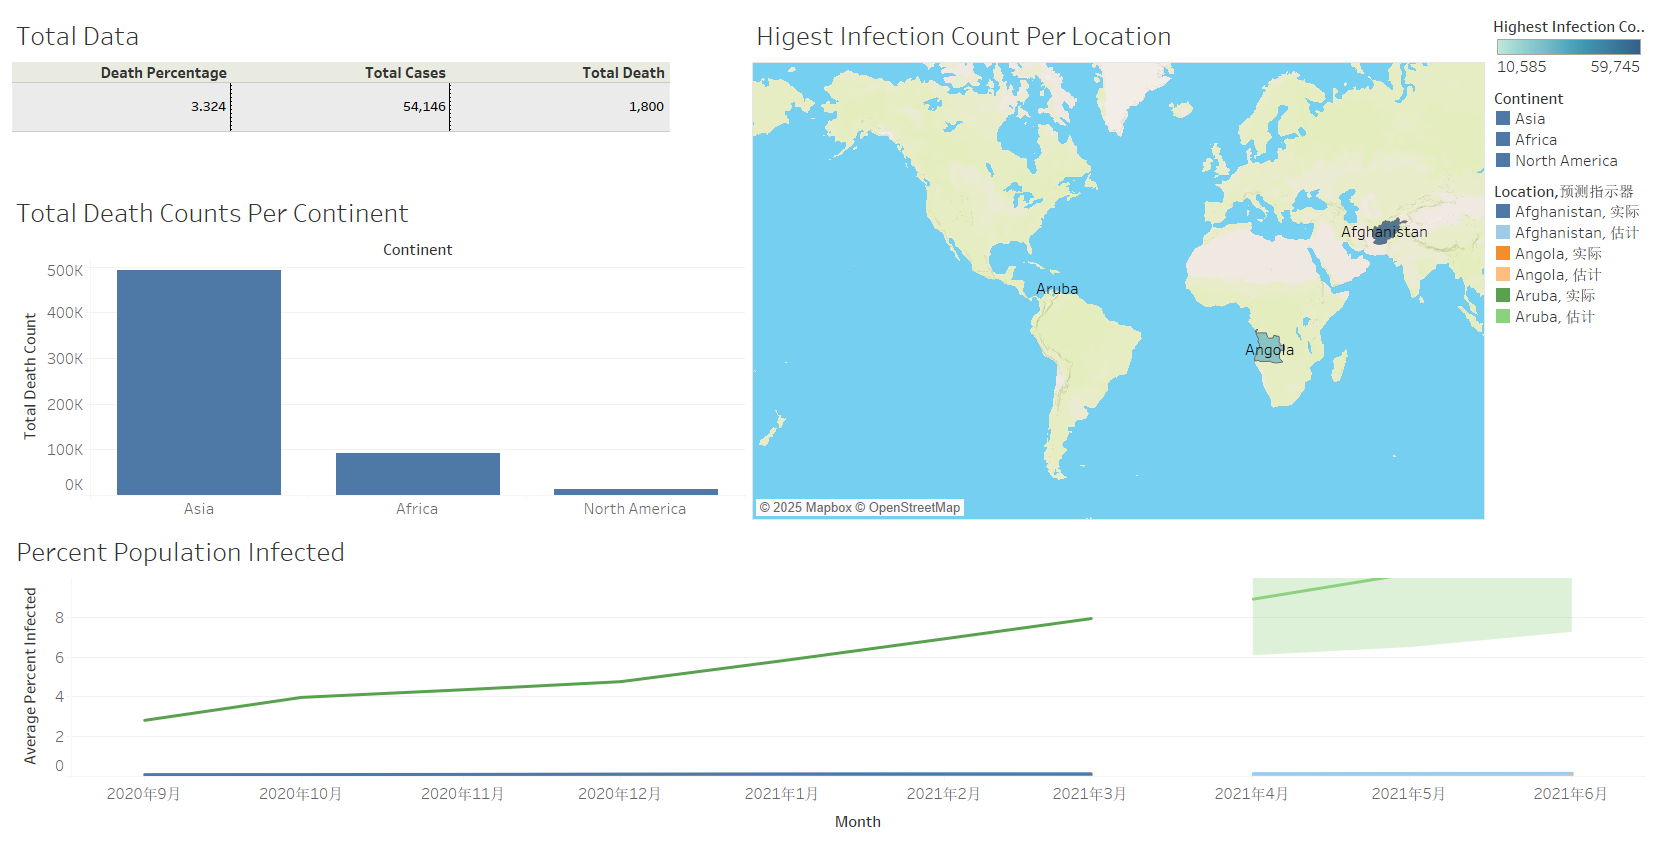 Total Data
Death Percentage Total Cases Total Death
3.324 54,146 1,800
Total Death Counts Per Continent
Continent
Total Death Count
500K
400K
300K
200K
100K
0K
Asia Africa North America
Higest Infection Count Per Location
Afghanistan
Aruba
Angola
© 2025 Mapbox © OpenStreetMap
Highest Infection Co..
10,585 59,745
Continent
Asia
Africa
North America
Location,预测指示器
Afghanistan, 实际
Afghanistan, 估计
Angola, 实际
Angola, 估计
Aruba, 实际
Aruba, 估计
Percent Population Infected
Average Percent Infected
8
6
4
2
0
2020年9月 2020年10月 2020年11月 2020年12月 2021年1月 2021年2月 2021年3月 2021年4月 2021年5月 2021年6月
Month